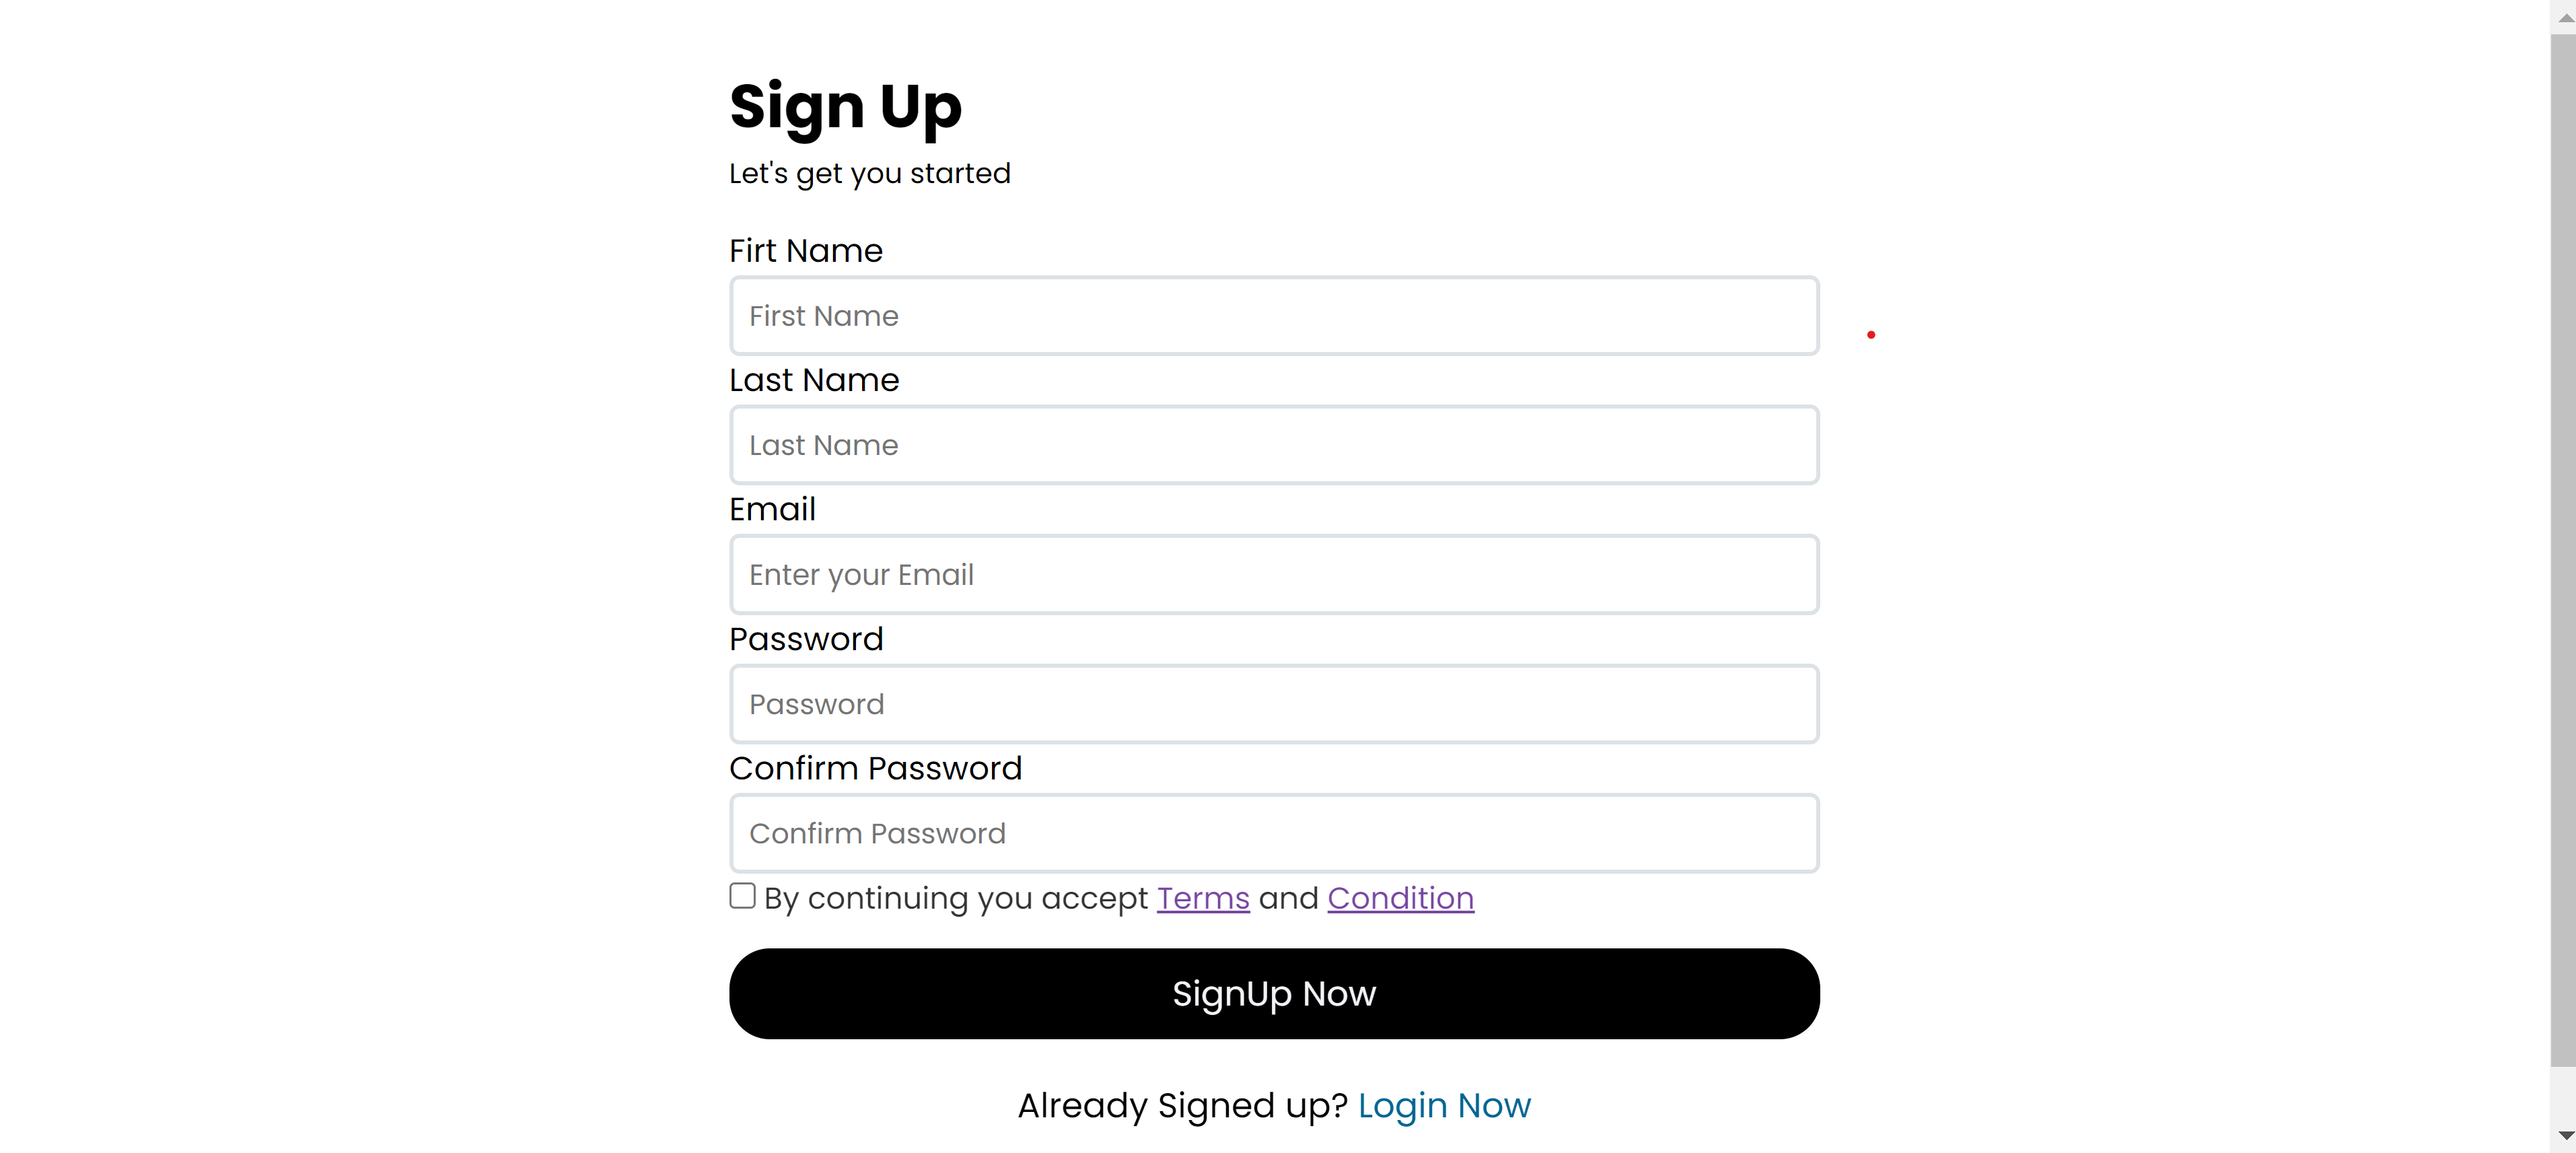 Sign Up
Let's get you started
Firt Name
First Name
Last Name
Last Name
Email
Enter your Email
Password
Password
Confirm Password
Confirm Password
By continuing you accept Terms and Condition
SignUp Now
Already Signed up? Login Now